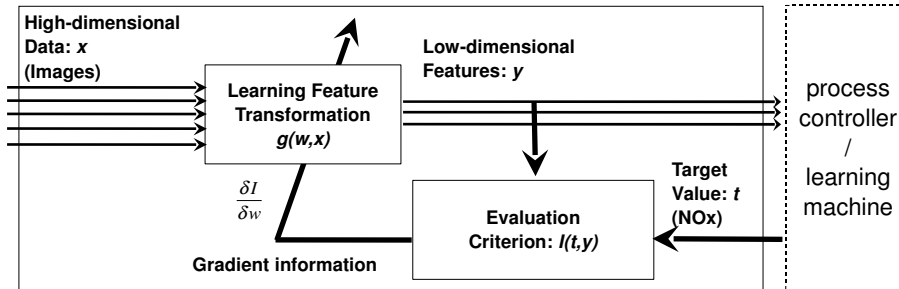 High-dimensional
Data: x
(Images)
Learning Feature
Transformation
g(w,x)
Low-dimensional
Features: y
process
controller
/
learning
machine
δI
δw
Gradient information
Evaluation
Criterion: I(t,y)
Target
Value: t
(NOx)